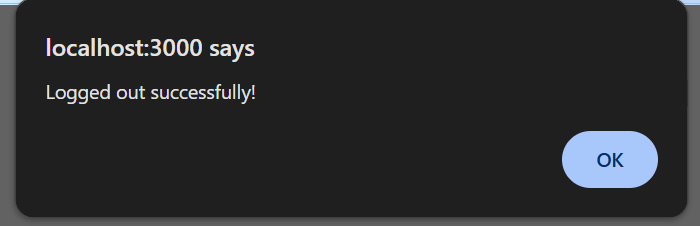 localhost:3000 says
Logged out successfully!
OK